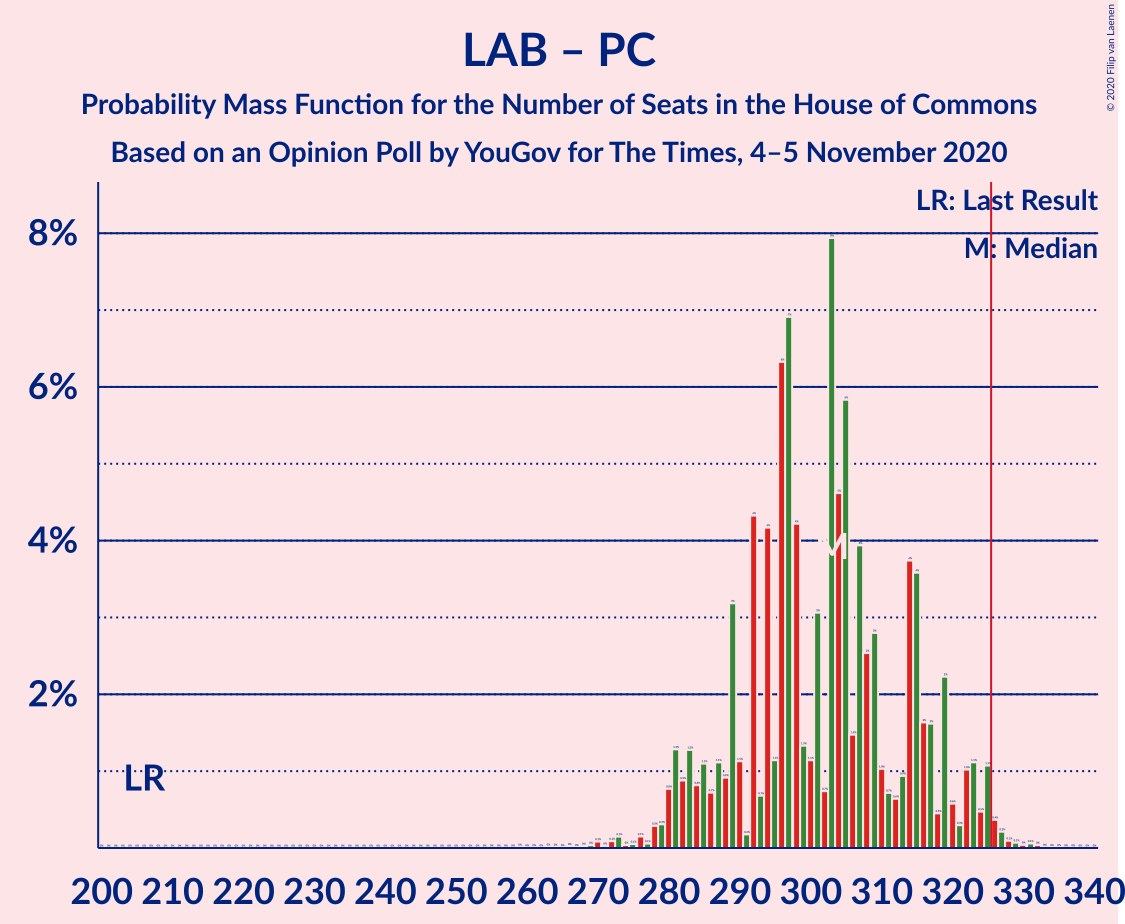 LAB – PC
Probability Mass Function for the Number of Seats in the House of Commons
Based on an Opinion Poll by YouGov for The Times, 4–5 November 2020
© 2020 Filip van Laenen
LR: Last Result
M: Median
8%
6%
4%
2%
M
LR
200 210 220 230 240 250 260 270 280 290 300 310 320 330 340